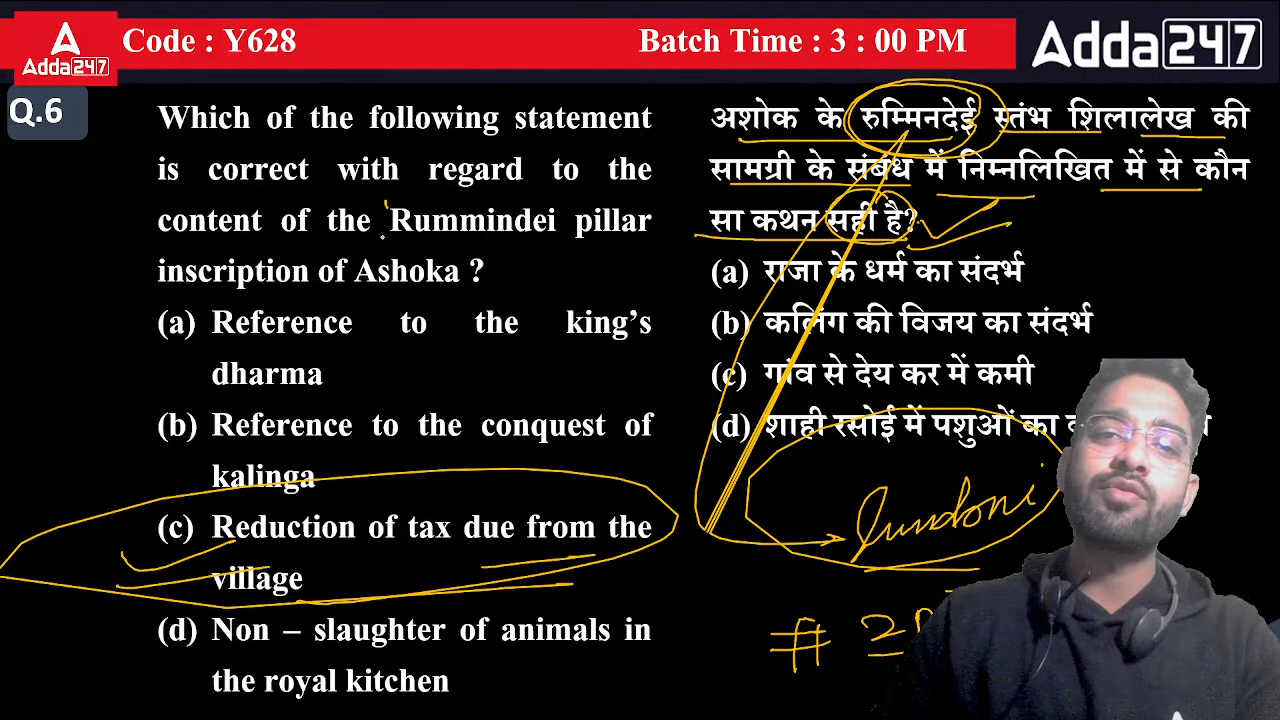 Code : Y628
Batch Time : 3 : 00 PM
Adda247
Adda247
Q.6
Which of the following statement
is correct with regard to the
content of the Rummindei pillar
inscription of Ashoka ?
(a) Reference to the king's
dharma
(b) Reference to the conquest of
kalinga
(c) Reduction of tax due from the
village
(d) Non – slaughter of animals in
the royal kitchen
अशोक के रुम्मिनदेई स्तंभ शिलालेख की
सामग्री के संबंध में निम्नलिखित में से कौन
सा कथन सही है?
(a) राजा के धर्म का संदर्भ
(b) कलिंग की विजय का संदर्भ
(c) गांव से देय कर में कमी
(d) शाही रसोई में पशुओं का
#